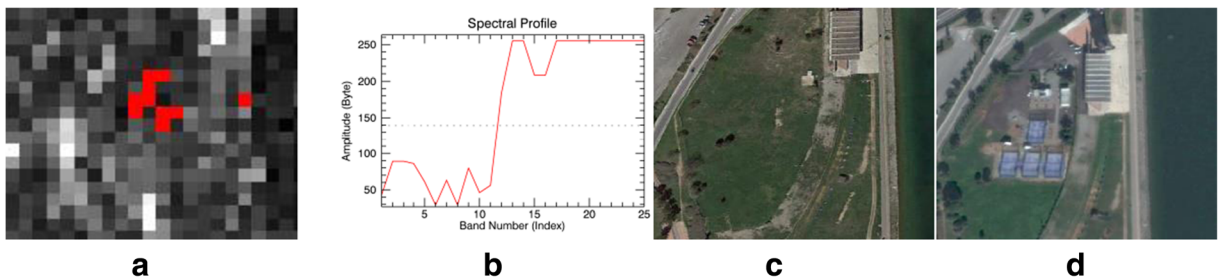 Spectral Profile
Amplitude (Byte)
250
200
150
100
50
5 10 15 20 25
Band Number (Index)
a b c d